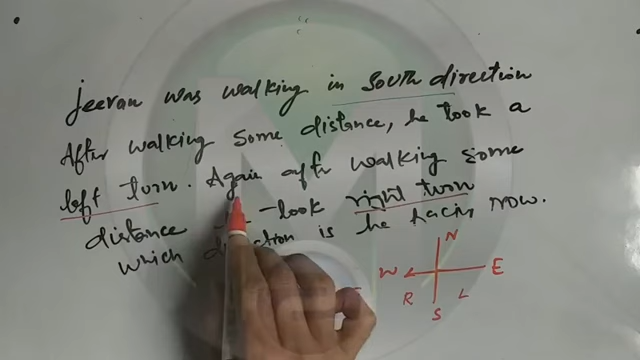 Jeevan was walking in South direction
After walking some distance, he took a
left turn. Again aftr walking some
distance took right turn
which direction is he facing now.
N
W E
R L
S